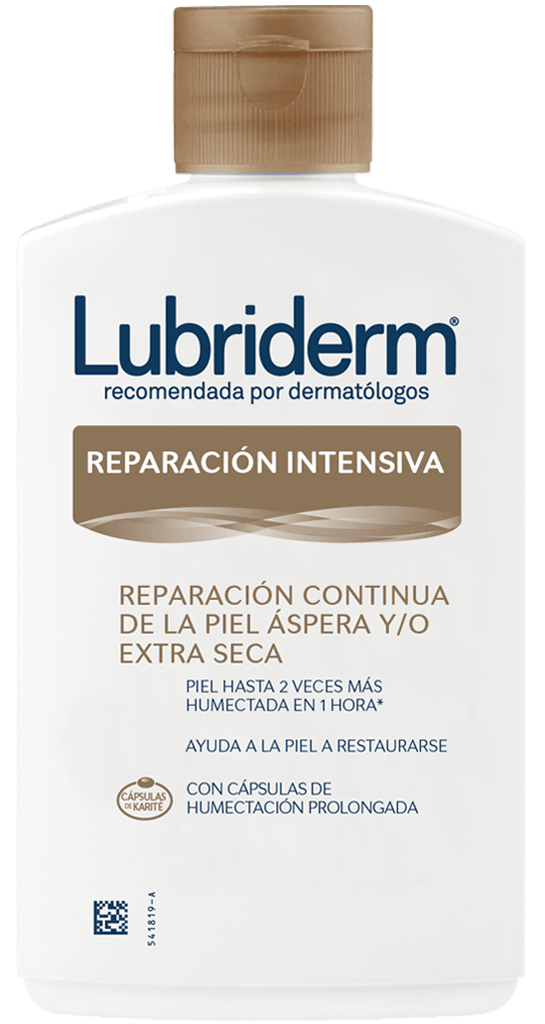 Lubriderm®
recomendada por dermatólogos
REPARACIÓN INTENSIVA
REPARACIÓN CONTINUA
DE LA PIEL ÁSPERA Y/O
EXTRA SECA
PIEL HASTA 2 VECES MÁS
HUMECTADA EN 1 HORA*
AYUDA A LA PIEL A RESTAURARSE
CÁPSULAS
DE KARITÉ
CON CÁPSULAS DE
HUMECTACIÓN PROLONGADA
541819-A